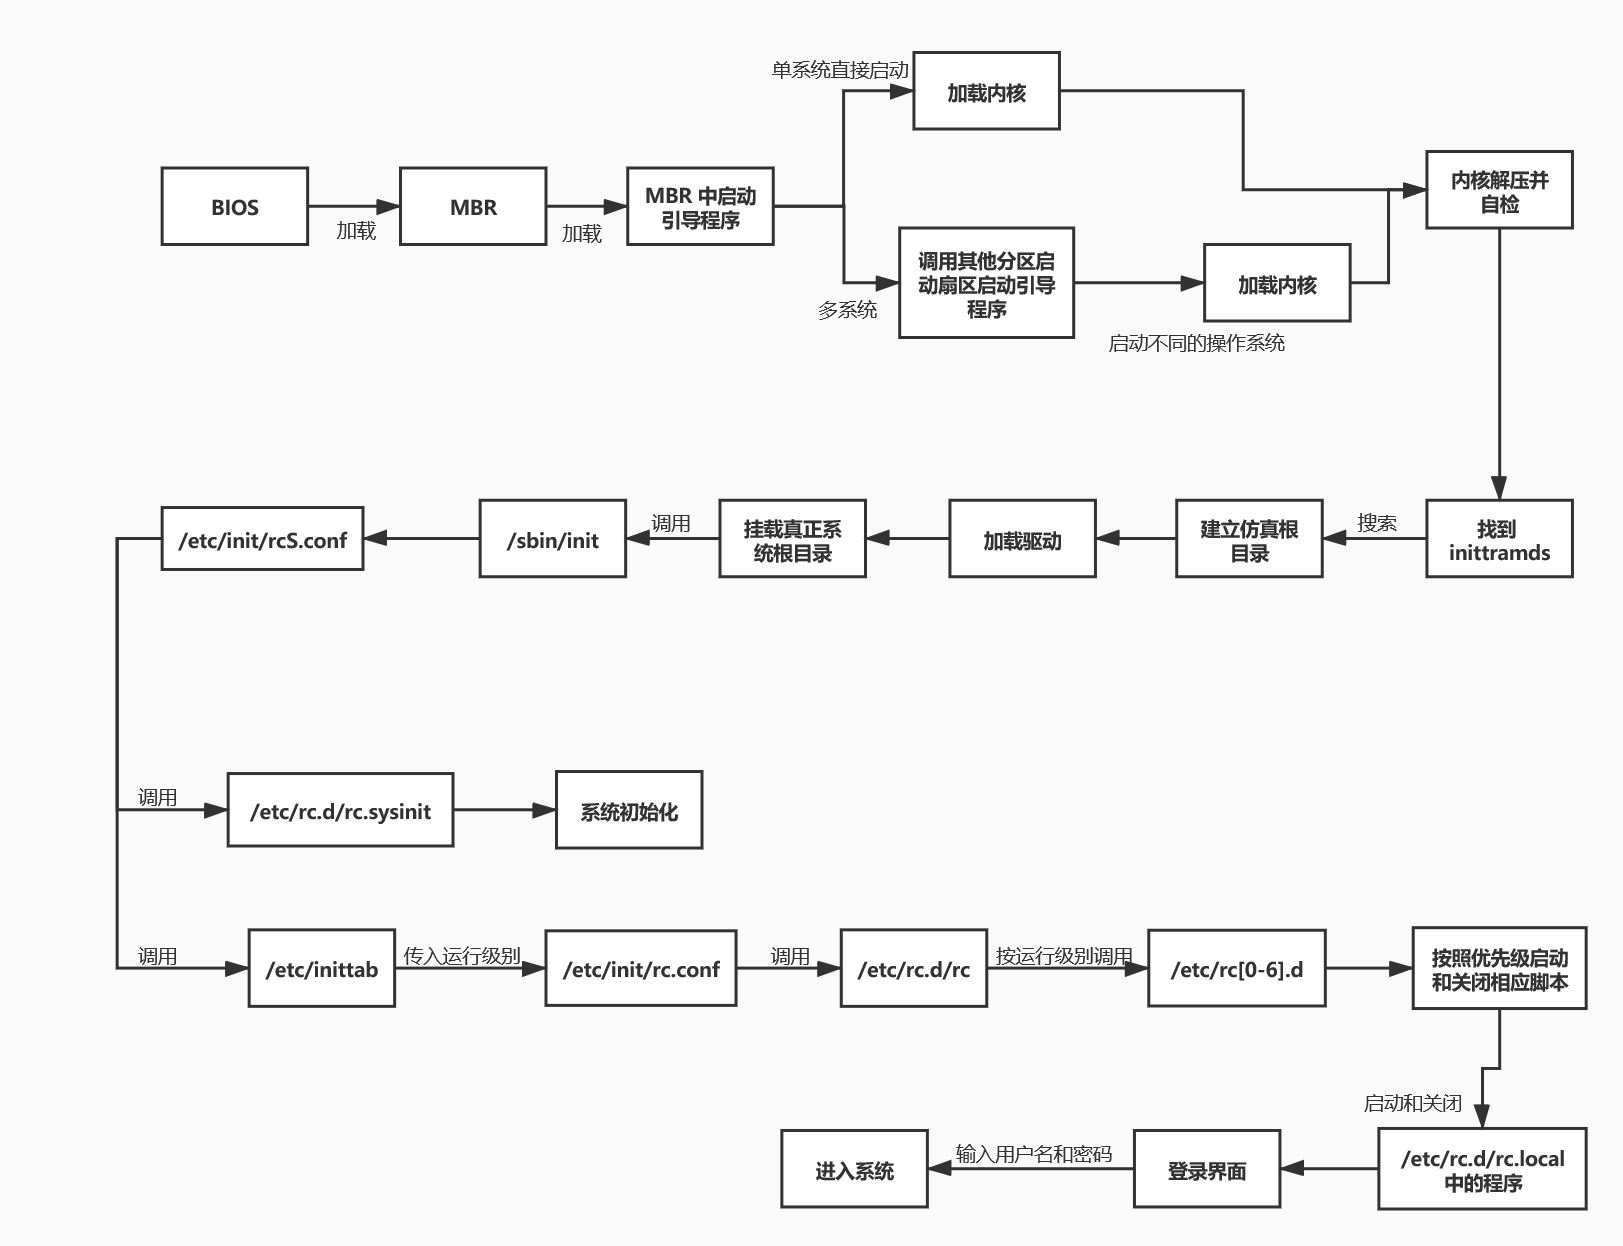 单系统直接启动
加载内核
BIOS
加载
MBR
加载
MBR 中启动
引导程序
多系统
调用其他分区启
动扇区启动引导
程序
启动不同的操作系统
加载内核
内核解压并
自检
找到
inittramds
搜索
建立仿真根
目录
加载驱动
挂载真正系
统根目录
调用
/sbin/init
/etc/init/rcS.conf
调用
/etc/rc.d/rc.sysinit
系统初始化
调用
/etc/inittab
传入运行级别
/etc/init/rc.conf
调用
/etc/rc.d/rc
按运行级别调用
/etc/rc[0-6].d
按照优先级启动
和关闭相应脚本
启动和关闭
/etc/rc.d/rc.local
中的程序
登录界面
输入用户名和密码
进入系统